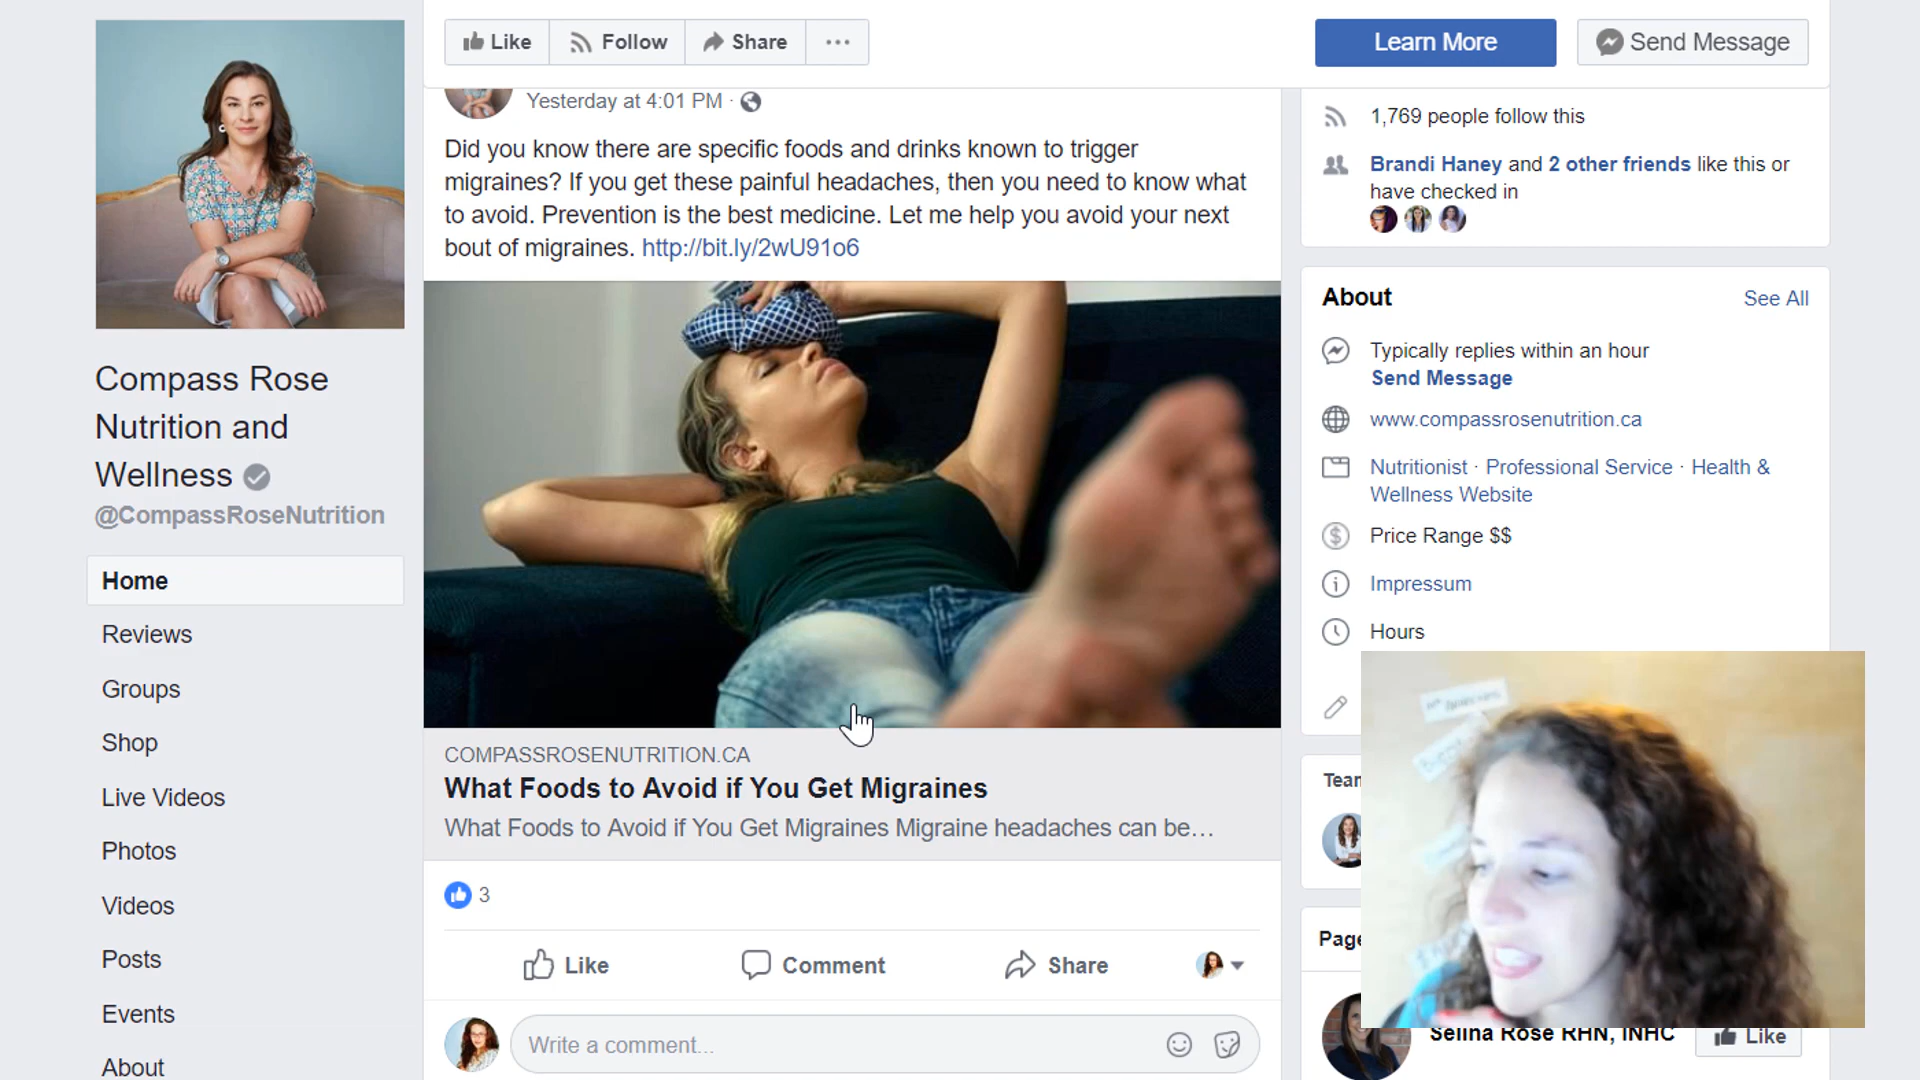 Like
Follow
Share
Learn More
Send Message
Compass Rose
Nutrition and
Wellness
@CompassRoseNutrition
Home
Reviews
Groups
Shop
Live Videos
Photos
Videos
Posts
Events
About
Yesterday at 4:01 PM ·
Did you know there are specific foods and drinks known to trigger
migraines? If you get these painful headaches, then you need to know what
to avoid. Prevention is the best medicine. Let me help you avoid your next
bout of migraines. http://bit.ly/2wU91o6
COMPASSROSENUTRITION.CA
What Foods to Avoid if You Get Migraines
What Foods to Avoid if You Get Migraines Migraine headaches can be...
3
Like
Comment
Share
Write a comment...
1,769 people follow this
Brandi Haney and 2 other friends like this or
have checked in
About
See All
Typically replies within an hour
Send Message
www.compassrosenutrition.ca
Nutritionist · Professional Service · Health &
Wellness Website
Price Range $$
Impressum
Hours
Selina Rose RHN, INHC
Like